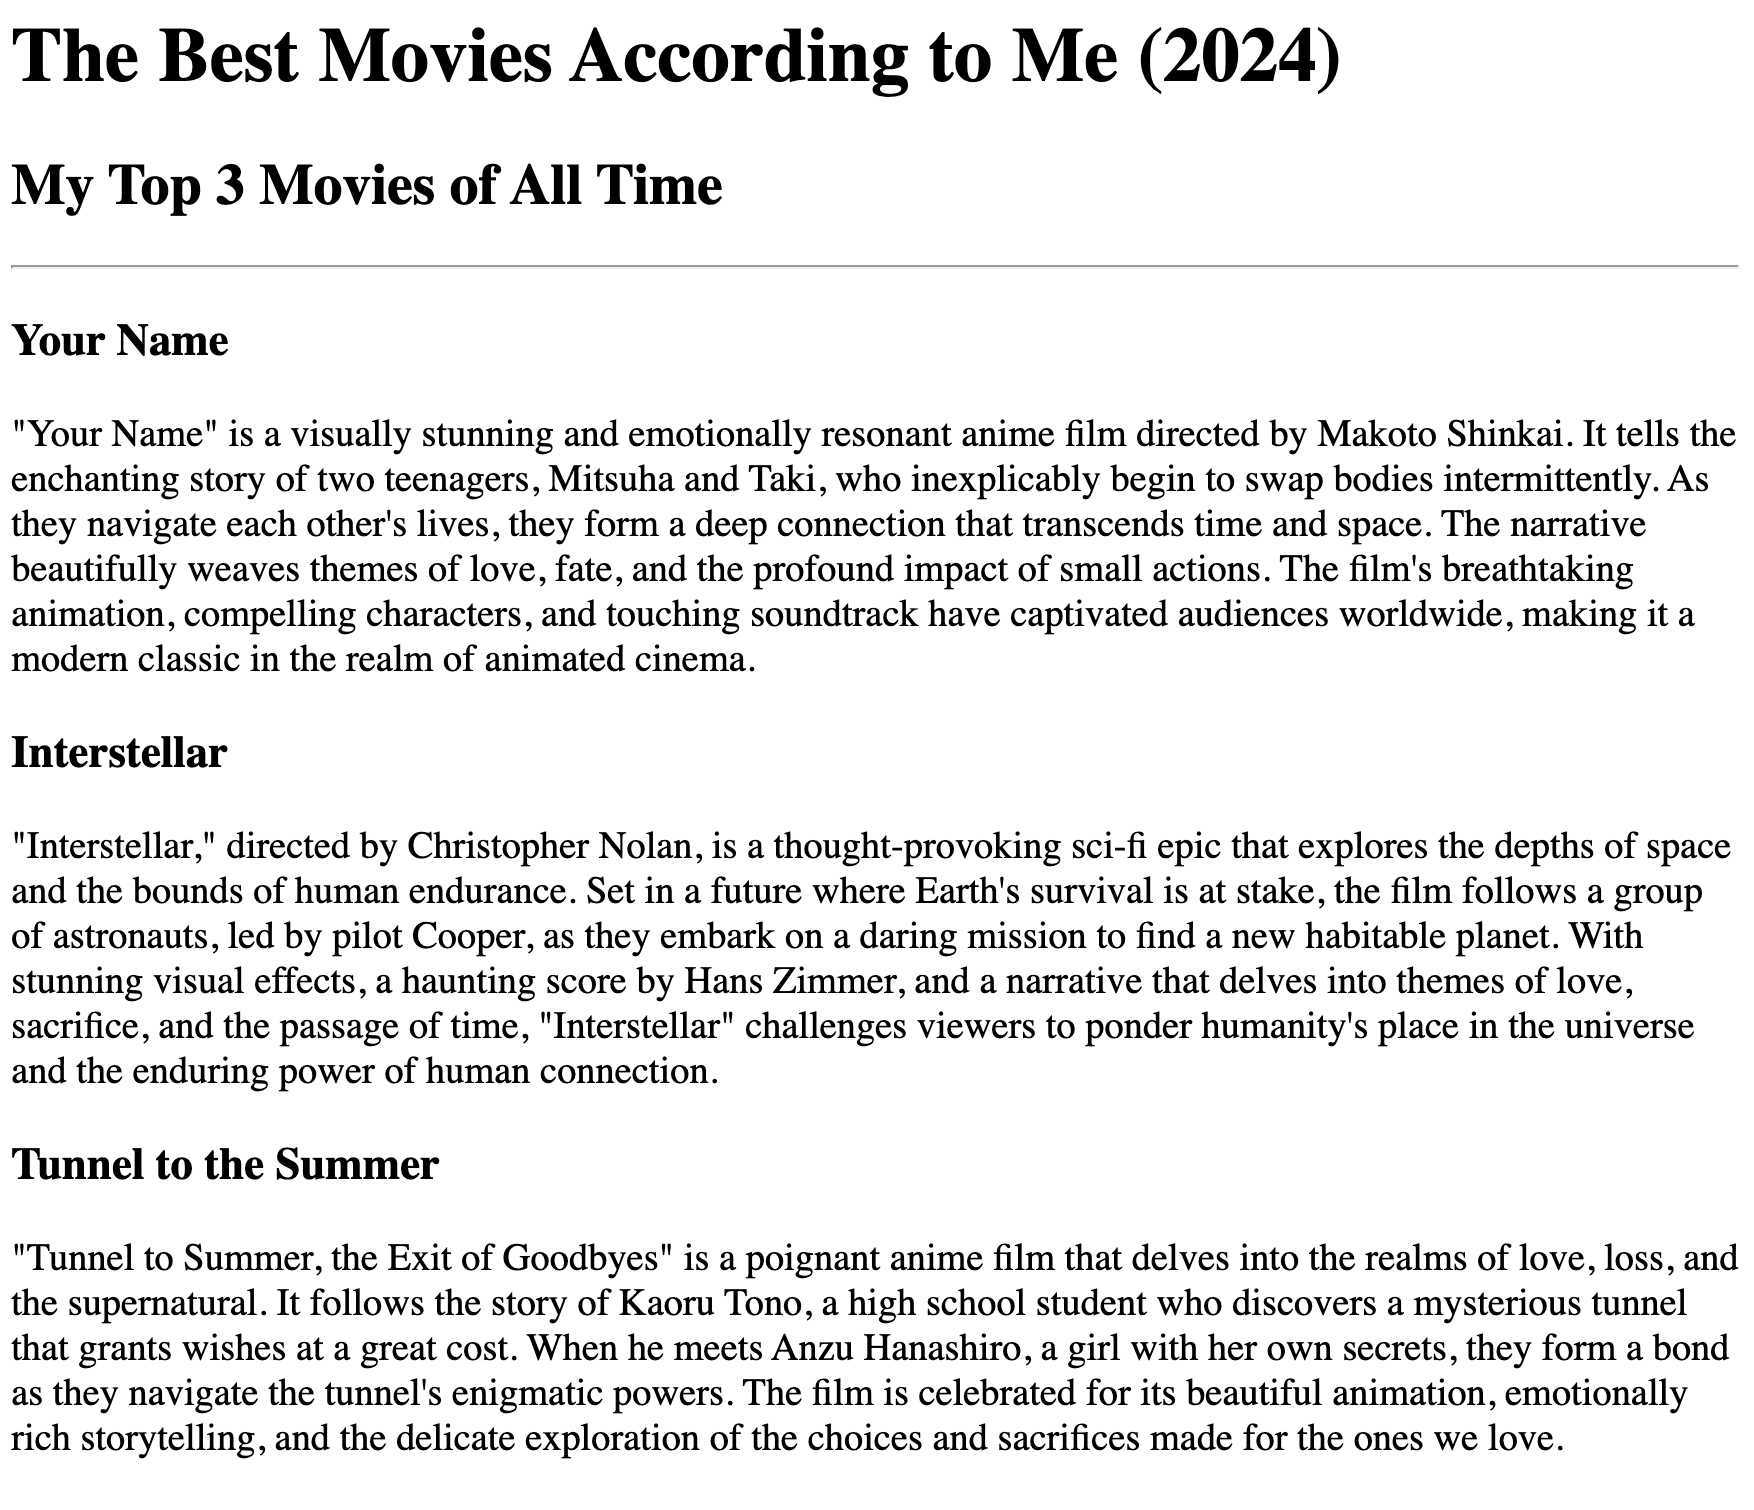 The Best Movies According to Me (2024)
My Top 3 Movies of All Time
Your Name
"Your Name" is a visually stunning and emotionally resonant anime film directed by Makoto Shinkai. It tells the
enchanting story of two teenagers, Mitsuha and Taki, who inexplicably begin to swap bodies intermittently. As
they navigate each other's lives, they form a deep connection that transcends time and space. The narrative
beautifully weaves themes of love, fate, and the profound impact of small actions. The film's breathtaking
animation, compelling characters, and touching soundtrack have captivated audiences worldwide, making it a
modern classic in the realm of animated cinema.
Interstellar
"Interstellar," directed by Christopher Nolan, is a thought-provoking sci-fi epic that explores the depths of space
and the bounds of human endurance. Set in a future where Earth's survival is at stake, the film follows a group
of astronauts, led by pilot Cooper, as they embark on a daring mission to find a new habitable planet. With
stunning visual effects, a haunting score by Hans Zimmer, and a narrative that delves into themes of love,
sacrifice, and the passage of time, "Interstellar" challenges viewers to ponder humanity's place in the universe
and the enduring power of human connection.
Tunnel to the Summer
"Tunnel to Summer, the Exit of Goodbyes" is a poignant anime film that delves into the realms of love, loss, and
the supernatural. It follows the story of Kaoru Tono, a high school student who discovers a mysterious tunnel
that grants wishes at a great cost. When he meets Anzu Hanashiro, a girl with her own secrets, they form a bond
as they navigate the tunnel's enigmatic powers. The film is celebrated for its beautiful animation, emotionally
rich storytelling, and the delicate exploration of the choices and sacrifices made for the ones we love.